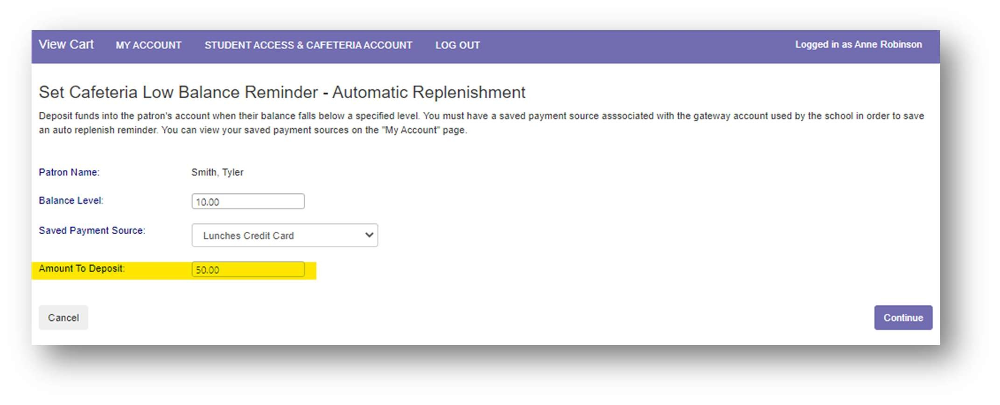 View Cart MY ACCOUNT STUDENT ACCESS & CAFETERIA ACCOUNT LOG OUT Logged in as Anne Robinson
Set Cafeteria Low Balance Reminder - Automatic Replenishment
Deposit funds into the patron's account when their balance falls below a specified level. You must have a saved payment source asssociated with the gateway account used by the school in order to save
an auto replenish reminder. You can view your saved payment sources on the "My Account" page.
Patron Name: Smith, Tyler
Balance Level: 10.00
Saved Payment Source: Lunches Credit Card
Amount To Deposit: 50.00
Cancel Continue